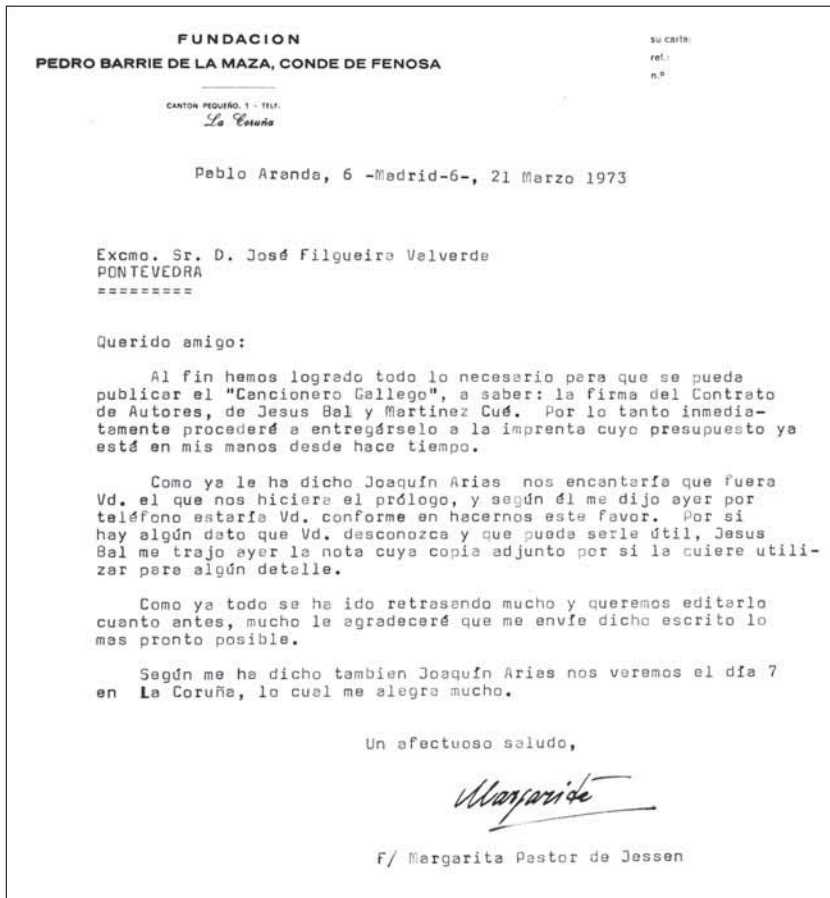 FUNDACION
PEDRO BARRIE DE LA MAZA, CONDE DE FENOSA
su carta:
ref.:
n.º
CANTON PEQUEÑO, 1 - TELF.
La Coruña
Pablo Aranda, 6 -Madrid-6-, 21 Marzo 1973
Excmo. Sr. D. José Filgueira Valverde
PONTEVEDRA
=========
Querido amigo:
Al fin hemos logrado todo lo necesario para que se pueda
publicar el "Cancionero Gallego", a saber: la firma del Contrato
de Autores, de Jesus Bal y Martinez Cué. Por lo tanto inmedia-
tamente procederé a entregárselo a la imprenta cuyo presupuesto ya
está en mis manos desde hace tiempo.
Como ya le ha dicho Joaquín Arias nos encantaría que fuera
Vd. el que nos hiciera el prólogo, y según él me dijo ayer por
teléfono estaría Vd. conforme en hacernos este favor. Por si
hay algún dato que Vd. desconozca y que pueda serle útil, Jesus
Bal me trajo ayer la nota cuya copia adjunto por si la quiere utili-
zar para algún detalle.
Como ya todo se ha ido retrasando mucho y queremos editarlo
cuanto antes, mucho le agradeceré que me envíe dicho escrito lo
mas pronto posible.
Según me ha dicho tambien Joaquín Arias nos veremos el día 7
en La Coruña, lo cual me alegra mucho.
Un afectuoso saludo,
Margarita
F/ Margarita Pastor de Jessen